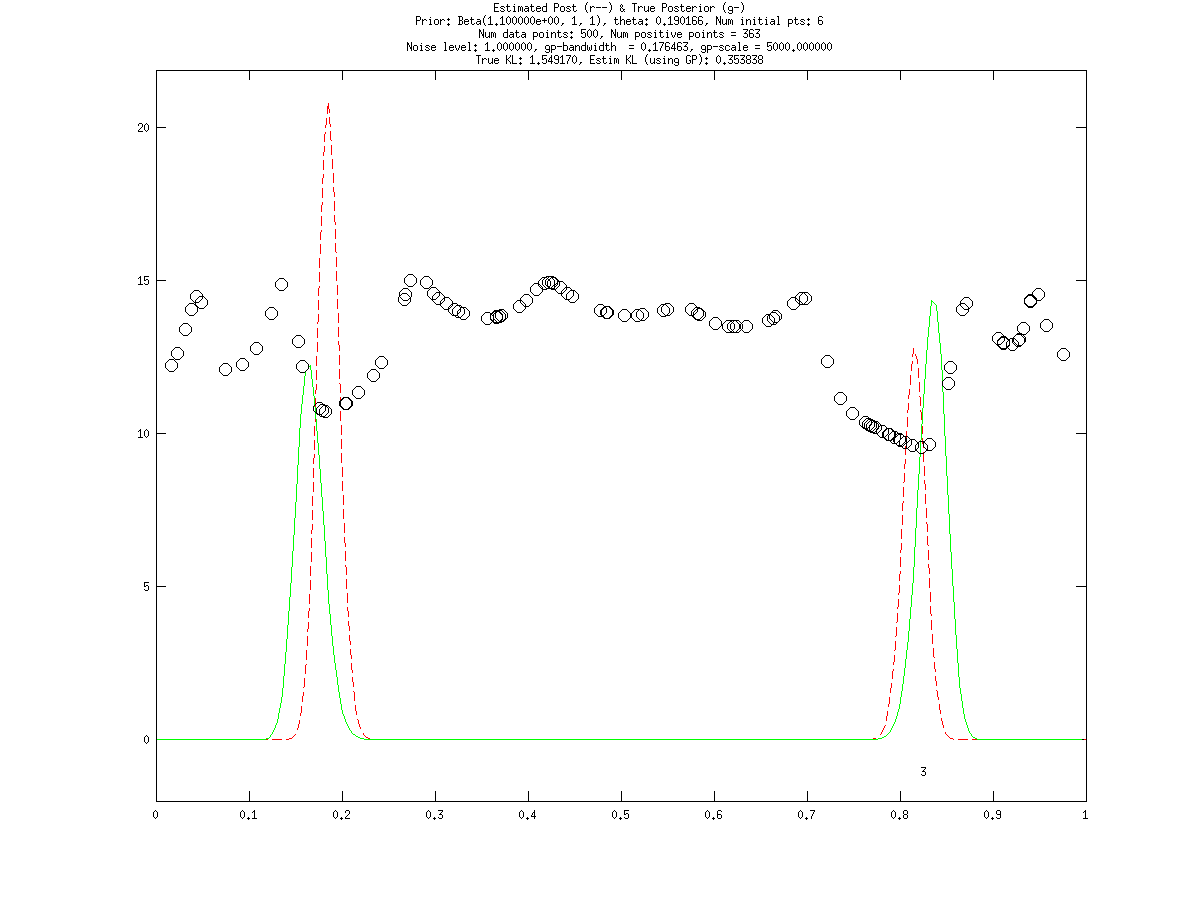 Estimated Post (r--) & True Posterior (g-)
Prior: Beta(1.100000e+00, 1, 1), theta: 0.190166, Num initial pts: 6
Num data points: 500, Num positive points = 363
Noise level: 1.000000, gp-bandwidth  = 0.176463, gp-scale = 5000.000000
True KL: 1.549170, Estim KL (using GP): 0.353838
20
15
10
5
0
3
0 0.1 0.2 0.3 0.4 0.5 0.6 0.7 0.8 0.9 1